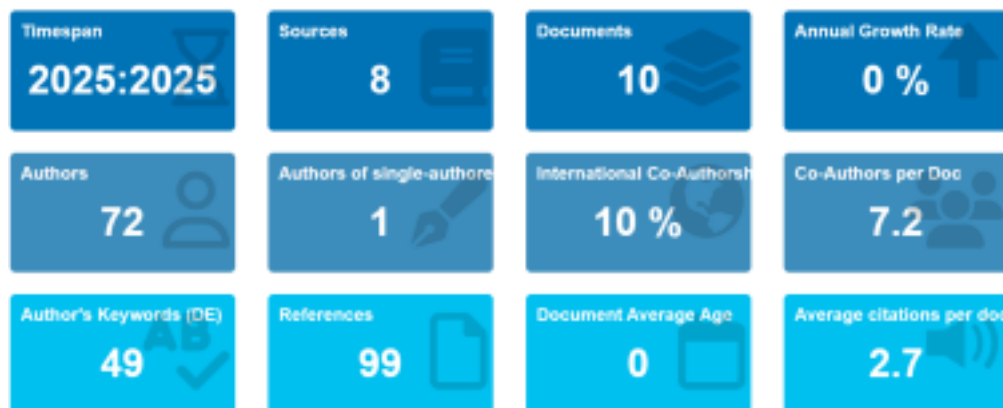 Timespan
2025:2025
Sources
8
Documents
10
Annual Growth Rate
0 %
Authors
72
Authors of single-authore
1
International Co-Authorsh
10 %
Co-Authors per Doc
7.2
Author's Keywords (DE)
49
References
99
Document Average Age
0
Average citations per doc
2.7